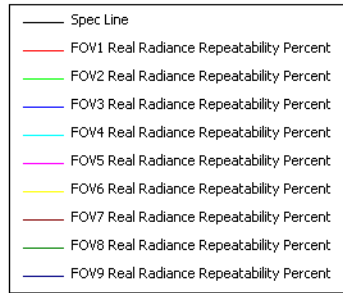 Spec Line
FOV1 Real Radiance Repeatability Percent
FOV2 Real Radiance Repeatability Percent
FOV3 Real Radiance Repeatability Percent
FOV4 Real Radiance Repeatability Percent
FOV5 Real Radiance Repeatability Percent
FOV6 Real Radiance Repeatability Percent
FOV7 Real Radiance Repeatability Percent
FOV8 Real Radiance Repeatability Percent
FOV9 Real Radiance Repeatability Percent